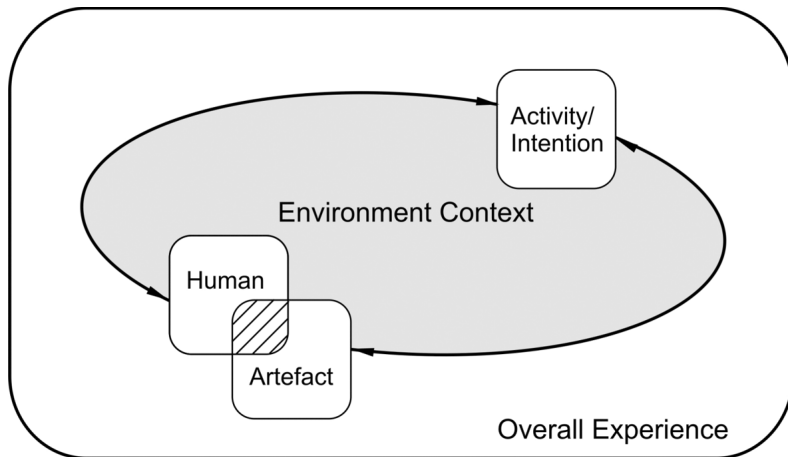 Activity/
Intention
Environment Context
Human
Artefact
Overall Experience